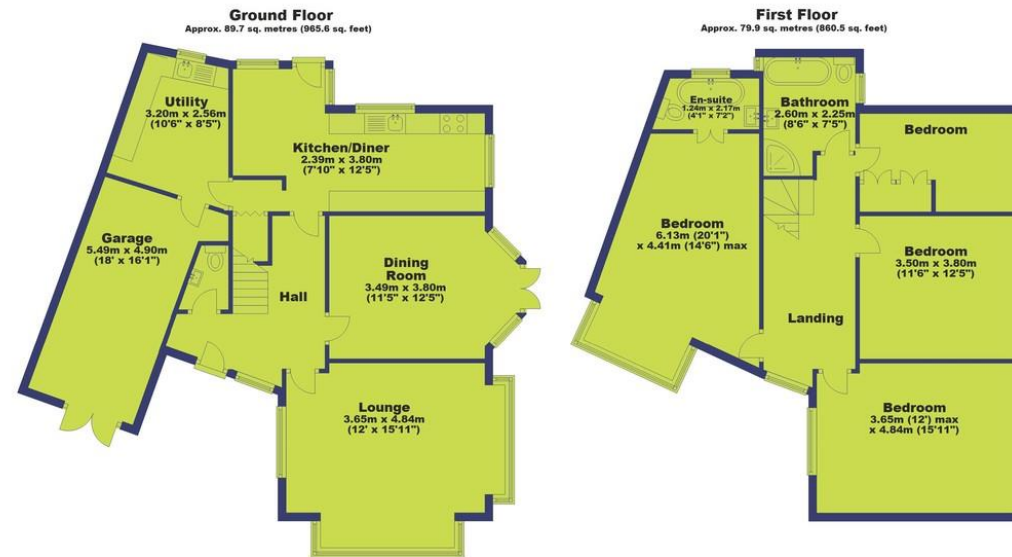 Ground Floor
Approx. 89.7 sq. metres (965.6 sq. feet)
Utility
3.20m x 2.56m
(10'6" x 8'5")
Kitchen/Diner
2.39m x 3.80m
(7'10" x 12'5")
Garage
5.49m x 4.90m
(18' x 16'1")
Dining
Room
3.49m x 3.80m
(11'5" x 12'5")
Hall
Lounge
3.65m x 4.84m
(12' x 15'11")
First Floor
Approx. 79.9 sq. metres (860.5 sq. feet)
En-suite
1.24m x 2.17m
(4'1" x 7'2")
Bathroom
2.60m x 2.25m
(8'6" x 7'5")
Bedroom
Bedroom
6.13m (20'1")
x 4.41m (14'6") max
Bedroom
3.50m x 3.80m
(11'6" x 12'5")
Landing
Bedroom
3.65m (12') max
x 4.84m (15'11")